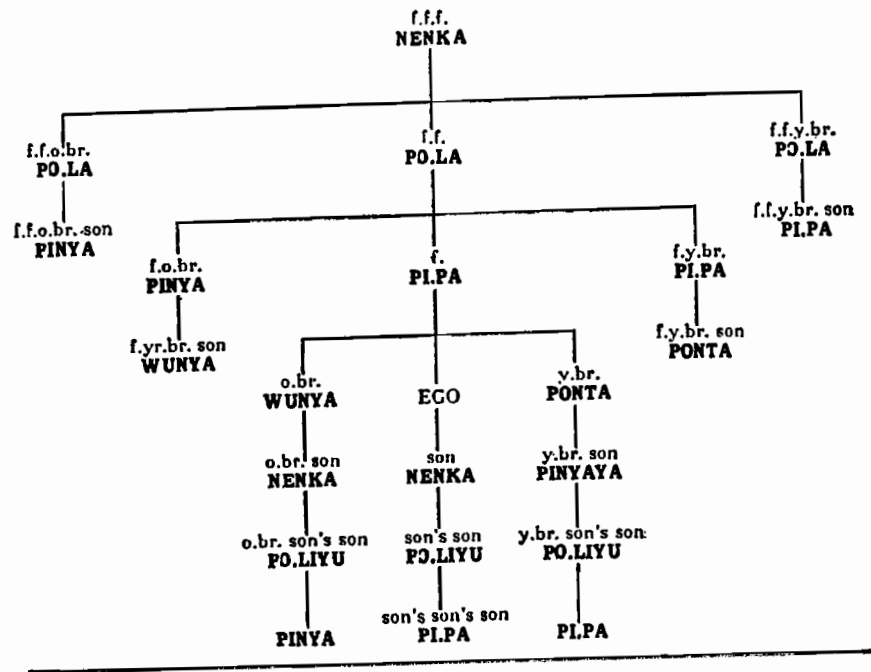 f.f.f.
NENKA
f.f.o.br.
PO.LA
f.f.
PO.LA
f.f.y.br.
PO.LA
f.f.o.br.son
PINYA
f.f.y.br. son
PI.PA
f.o.br.
PINYA
f.
PI.PA
f.y.br.
PI.PA
f.yr.br. son
WUNYA
f.y.br. son
PONTA
o.br.
WUNYA
EGO
y.br.
PONTA
o.br. son
NENKA
son
NENKA
y.br. son
PINYAYA
o.br. son's son
PO.LIYU
son's son
PO.LIYU
y.br. son's son
PO.LIYU
PINYA
son's son's son
PI.PA
PI.PA